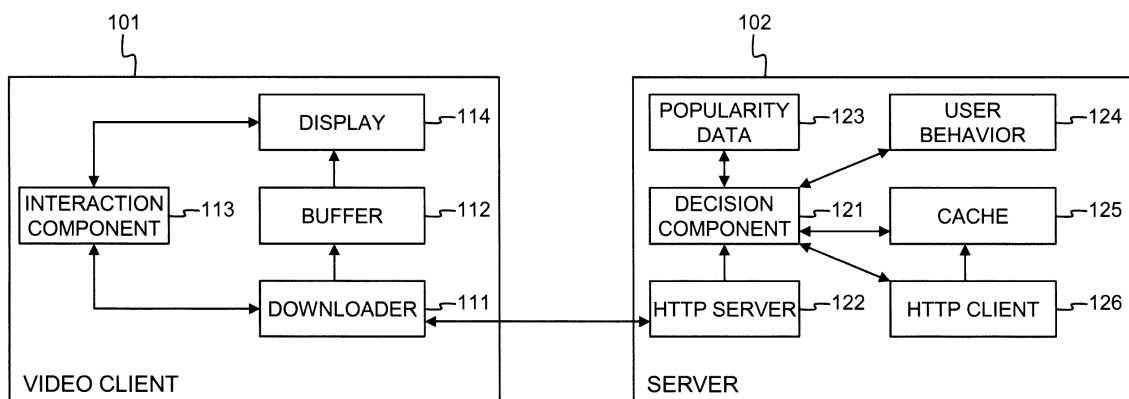 101
102
DISPLAY
114
INTERACTION
COMPONENT
113
BUFFER
112
DOWNLOADER
111
VIDEO CLIENT
POPULARITY
DATA
123
USER
BEHAVIOR
124
DECISION
COMPONENT
121
CACHE
125
HTTP SERVER
122
HTTP CLIENT
126
SERVER